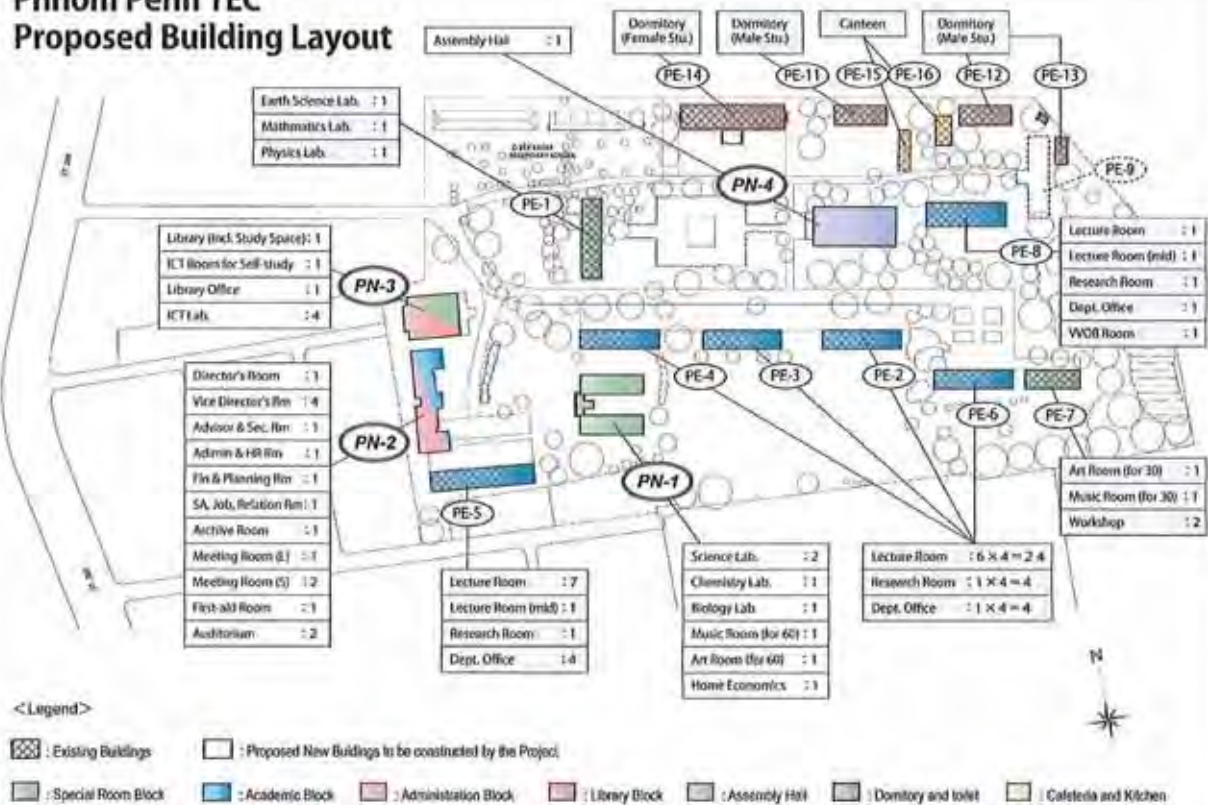 Phnom Penh TEC
Proposed Building Layout
Assembly Hall : 1
Dormitory
(Female Stu.)
Dormitory
(Male Stu.)
Canteen
Dormitory
(Male Stu.)
PE-14
PE-11
PE-15
PE-16
PE-12
PE-13
Earth Science Lab. : 1
Mathmatics Lab. : 1
Physics Lab. : 1
PN-4
PE-9
PE-1
Library (Incl. Study Space): 1
ICT Room for Self-study : 1
Library Office : 1
ICT Lab. : 4
PN-3
PE-8
Lecture Room : 1
Lecture Room (mid) : 1
Research Room : 1
Dept. Office : 1
VVOB Room : 1
Director's Room : 1
Vice Director's Rm : 4
Advisor & Sec. Rm : 1
Adimin & HR Rm : 1
Fin & Planning Rm : 1
SA, Job, Relation Rm : 1
Archive Room : 1
Meeting Room (L) : 1
Meeting Room (S) : 2
First-aid Room : 1
Auditorium : 2
PN-2
PE-4
PE-3
PE-2
PE-6
PE-7
PN-1
PE-5
Art Room (for 30) : 1
Music Room (for 30) : 1
Workshop : 2
Lecture Room : 7
Lecture Room (mid) : 1
Research Room : 1
Dept. Office : 4
Science Lab. : 2
Chemistry Lab. : 1
Biology Lab. : 1
Music Room (for 60) : 1
Art Room (for 60) : 1
Home Economics : 1
Lecture Room : 6 × 4 = 2 4
Research Room : 1 × 4 = 4
Dept. Office : 1 × 4 = 4
N
<Legend>
: Existing Buildings
: Proposed New Buidings to be constructed by the Project
: Special Room Block
: Academic Block
: Administration Block
: Library Block
: Assembly Hall
: Domitory and toilet
: Cafeteria and Kitchen